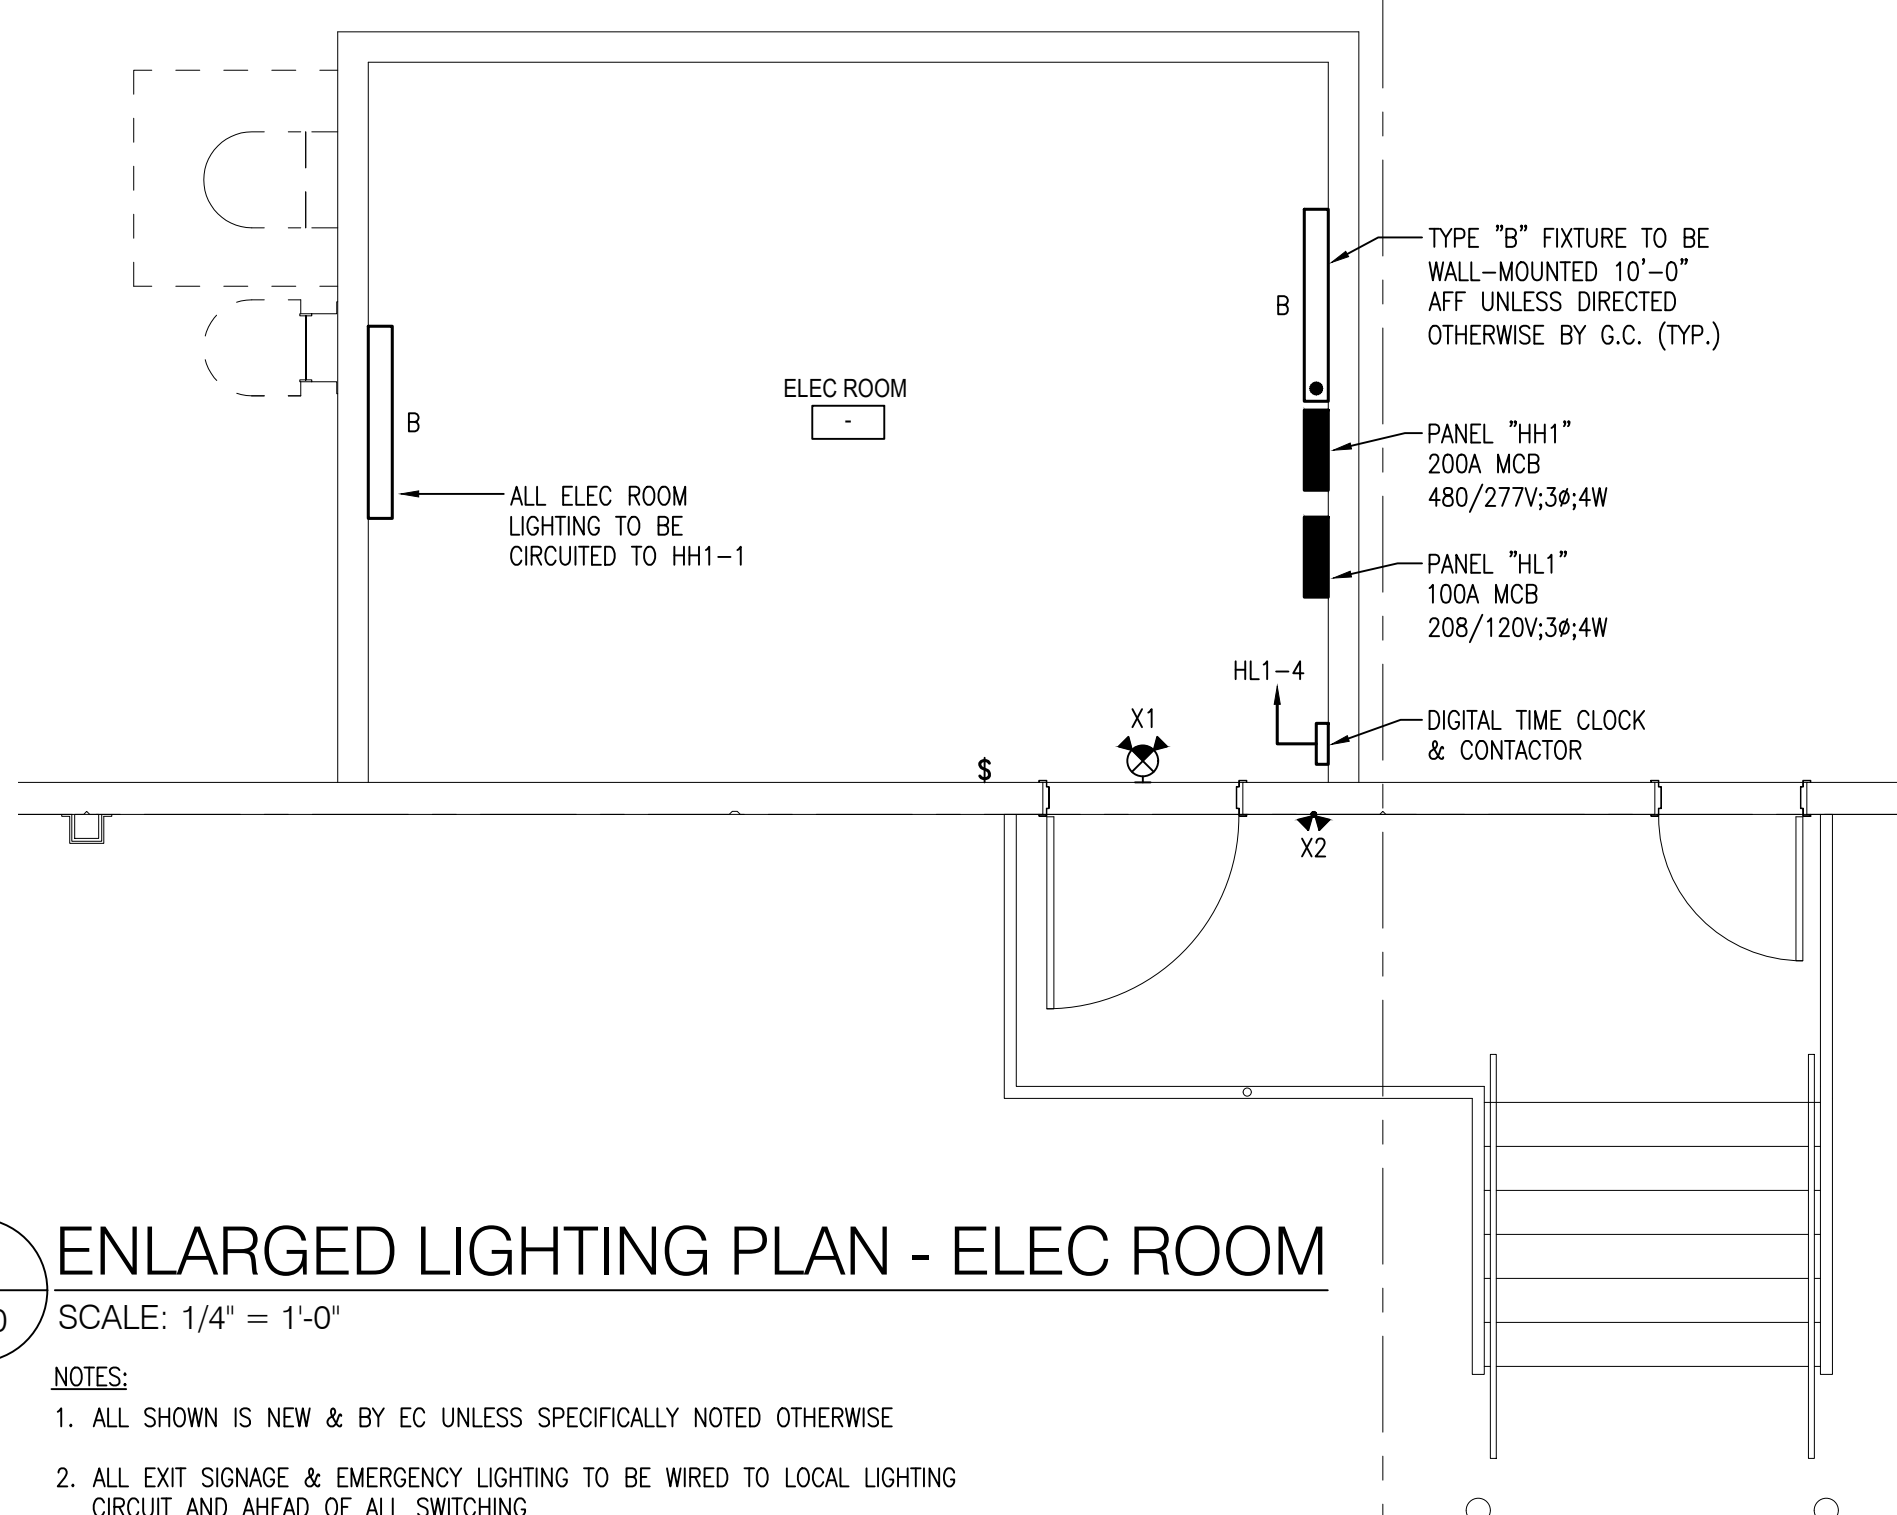 TYPE "B" FIXTURE TO BE
WALL-MOUNTED 10'-0"
AFF UNLESS DIRECTED
OTHERWISE BY G.C. (TYP.)
B
ELEC ROOM
-
B
PANEL "HH1"
200A MCB
480/277V;3ø;4W
ALL ELEC ROOM
LIGHTING TO BE
CIRCUITED TO HH1-1
PANEL "HL1"
100A MCB
208/120V;3ø;4W
HL1-4
X1
DIGITAL TIME CLOCK
& CONTACTOR
$
X2
ENLARGED LIGHTING PLAN - ELEC ROOM
SCALE: 1/4" = 1'-0"
NOTES:
1. ALL SHOWN IS NEW & BY EC UNLESS SPECIFICALLY NOTED OTHERWISE
2. ALL EXIT SIGNAGE & EMERGENCY LIGHTING TO BE WIRED TO LOCAL LIGHTING
CIRCUIT AND AHEAD OF ALL SWITCHING